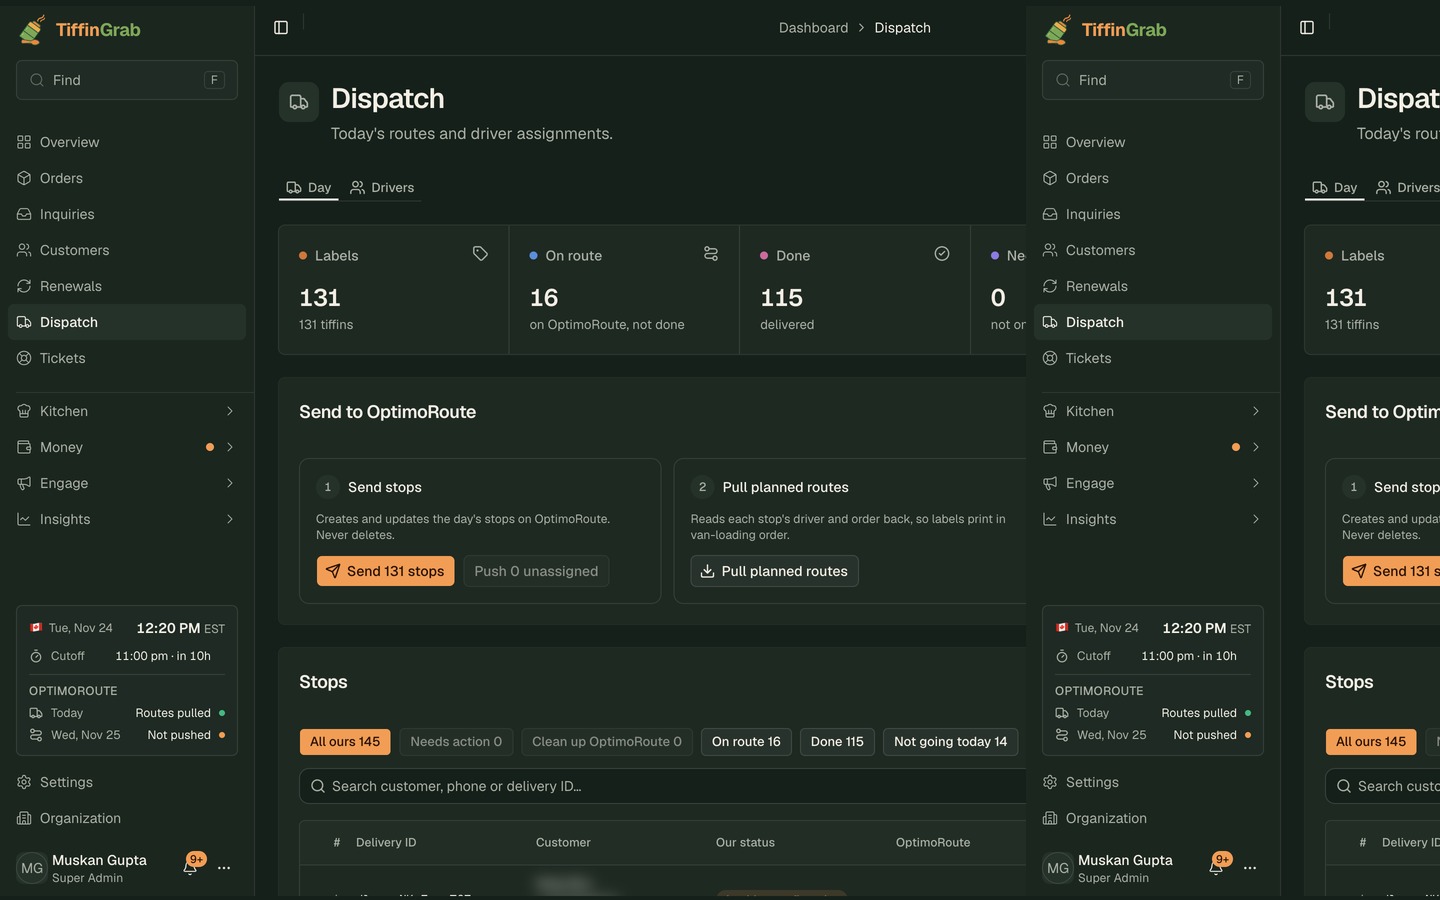 TiffinGrab
Find F
Overview
Orders
Inquiries
Customers
Renewals
Dispatch
Tickets
Kitchen
Money
Engage
Insights
Tue, Nov 24 12:20 PM EST
Cutoff 11:00 pm · in 10h
OPTIMOROUTE
Today Routes pulled
Wed, Nov 25 Not pushed
Settings
Organization
MG Muskan Gupta 9+
Super Admin
Dashboard > Dispatch
Dispatch
Today's routes and driver assignments.
Day Drivers
Labels On route Done Ne
131 16 115 0
131 tiffins on OptimoRoute, not done delivered not or
Send to OptimoRoute
1 Send stops
Creates and updates the day's stops on OptimoRoute.
Never deletes.
Send 131 stops Push 0 unassigned
2 Pull planned routes
Reads each stop's driver and order back, so labels print in
van-loading order.
Pull planned routes
Stops
All ours 145 Needs action 0 Clean up OptimoRoute 0 On route 16 Done 115 Not going today 14
Search customer, phone or delivery ID...
# Delivery ID Customer Our status OptimoRoute
TiffinGrab
Find F
Overview
Orders
Inquiries
Customers
Renewals
Dispatch
Tickets
Kitchen
Money
Engage
Insights
Tue, Nov 24 12:20 PM EST
Cutoff 11:00 pm · in 10h
OPTIMOROUTE
Today Routes pulled
Wed, Nov 25 Not pushed
Settings
Organization
MG Muskan Gupta 9+
Super Admin
Dispat
Today's rou
Day Drivers
Labels
131
131 tiffins
Send to Optim
1 Send stop
Creates and updat
Never deletes.
Send 131 s
Stops
All ours 145
Search custo
# Delivery ID